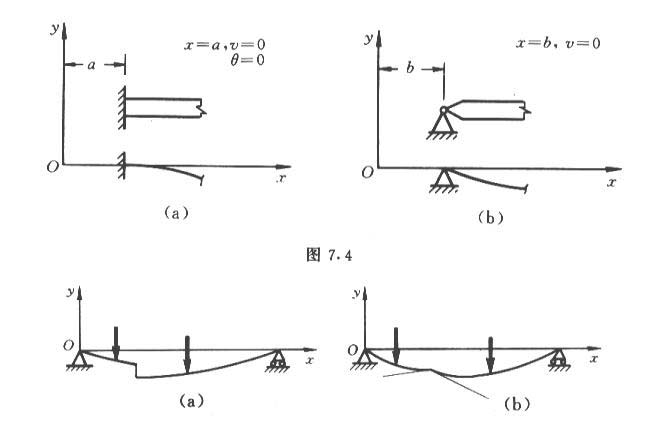 y
a
x=a,v=0
θ=0
O
x
(a)
y
b
x=b, v=0
O
x
(b)
图 7.4
y
O
x
(a)
y
O
x
(b)